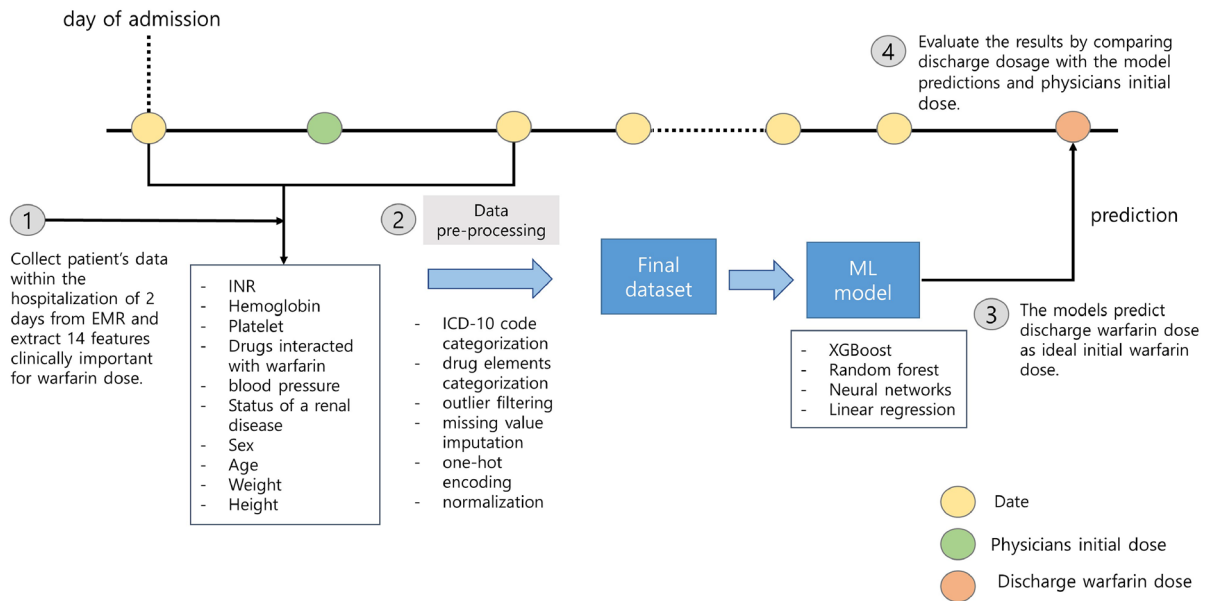 day of admission
4
Evaluate the results by comparing
discharge dosage with the model
predictions and physicians initial
dose.
1
Collect patient's data
within the
hospitalization of 2
days from EMR and
extract 14 features
clinically important
for warfarin dose.
- INR
- Hemoglobin
- Platelet
- Drugs interacted
with warfarin
- blood pressure
- Status of a renal
disease
- Sex
- Age
- Weight
- Height
2
Data
pre-processing
- ICD-10 code
categorization
- drug elements
categorization
- outlier filtering
- missing value
imputation
- one-hot
encoding
- normalization
Final
dataset
ML
model
- XGBoost
- Random forest
- Neural networks
- Linear regression
prediction
3
The models predict
discharge warfarin dose
as ideal initial warfarin
dose.
Date
Physicians initial dose
Discharge warfarin dose